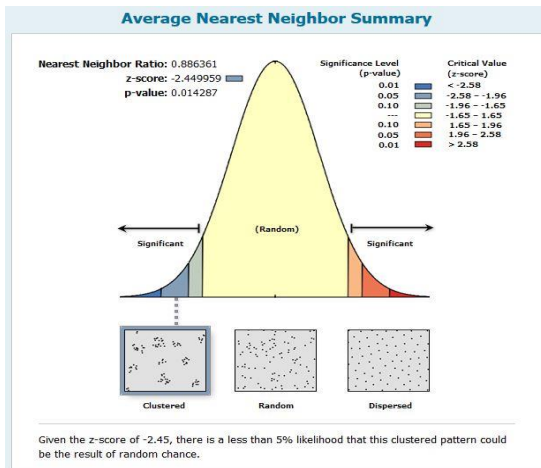 Average Nearest Neighbor Summary
Nearest Neighbor Ratio: 0.886361
z-score: -2.449959
p-value: 0.014287
Significance Level (p-value)
Critical Value (z-score)
0.01 < -2.58
0.05 -2.58 – -1.96
0.10 -1.96 – -1.65
--- -1.65 – 1.65
0.10 1.65 – 1.96
0.05 1.96 – 2.58
0.01 > 2.58
(Random)
Significant
Significant
Clustered
Random
Dispersed
Given the z-score of -2.45, there is a less than 5% likelihood that this clustered pattern could
be the result of random chance.